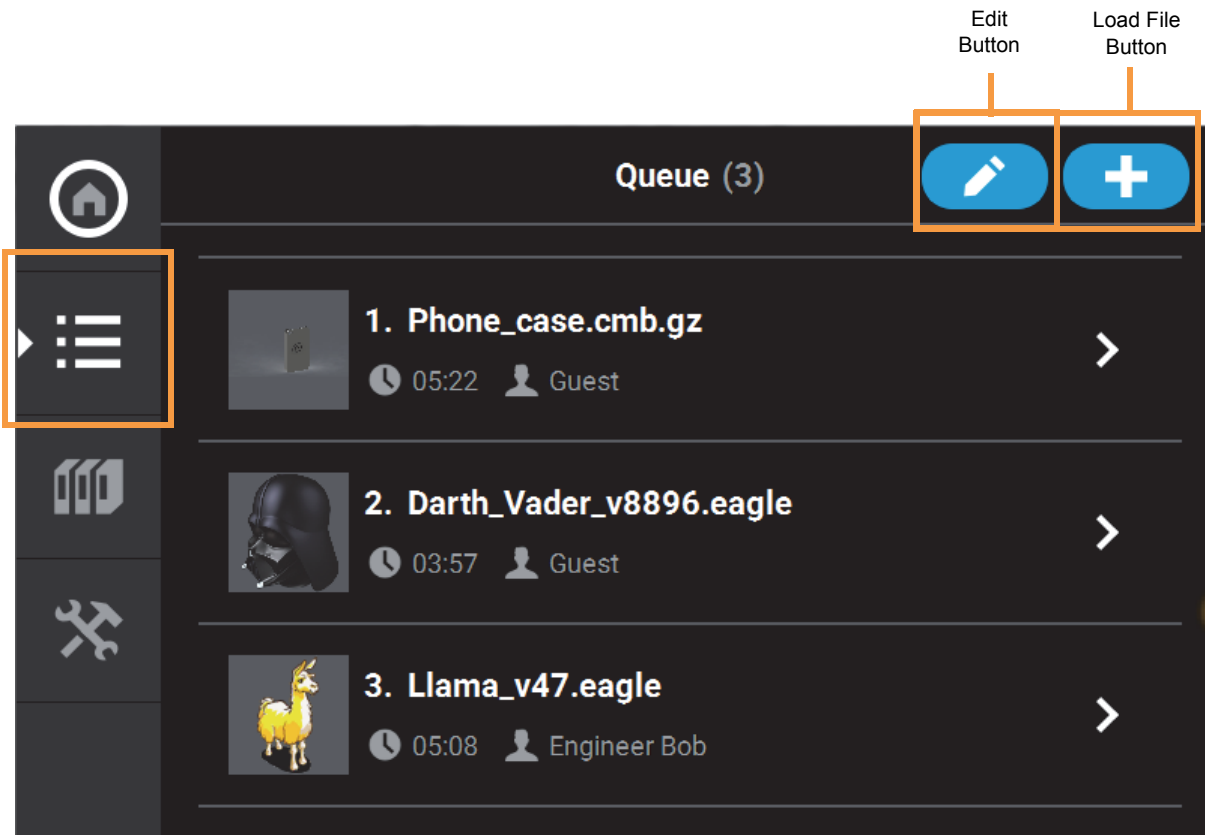 Edit
Button
Load File
Button
Queue (3)
1. Phone_case.cmb.gz
05:22 Guest
2. Darth_Vader_v8896.eagle
03:57 Guest
3. Llama_v47.eagle
05:08 Engineer Bob